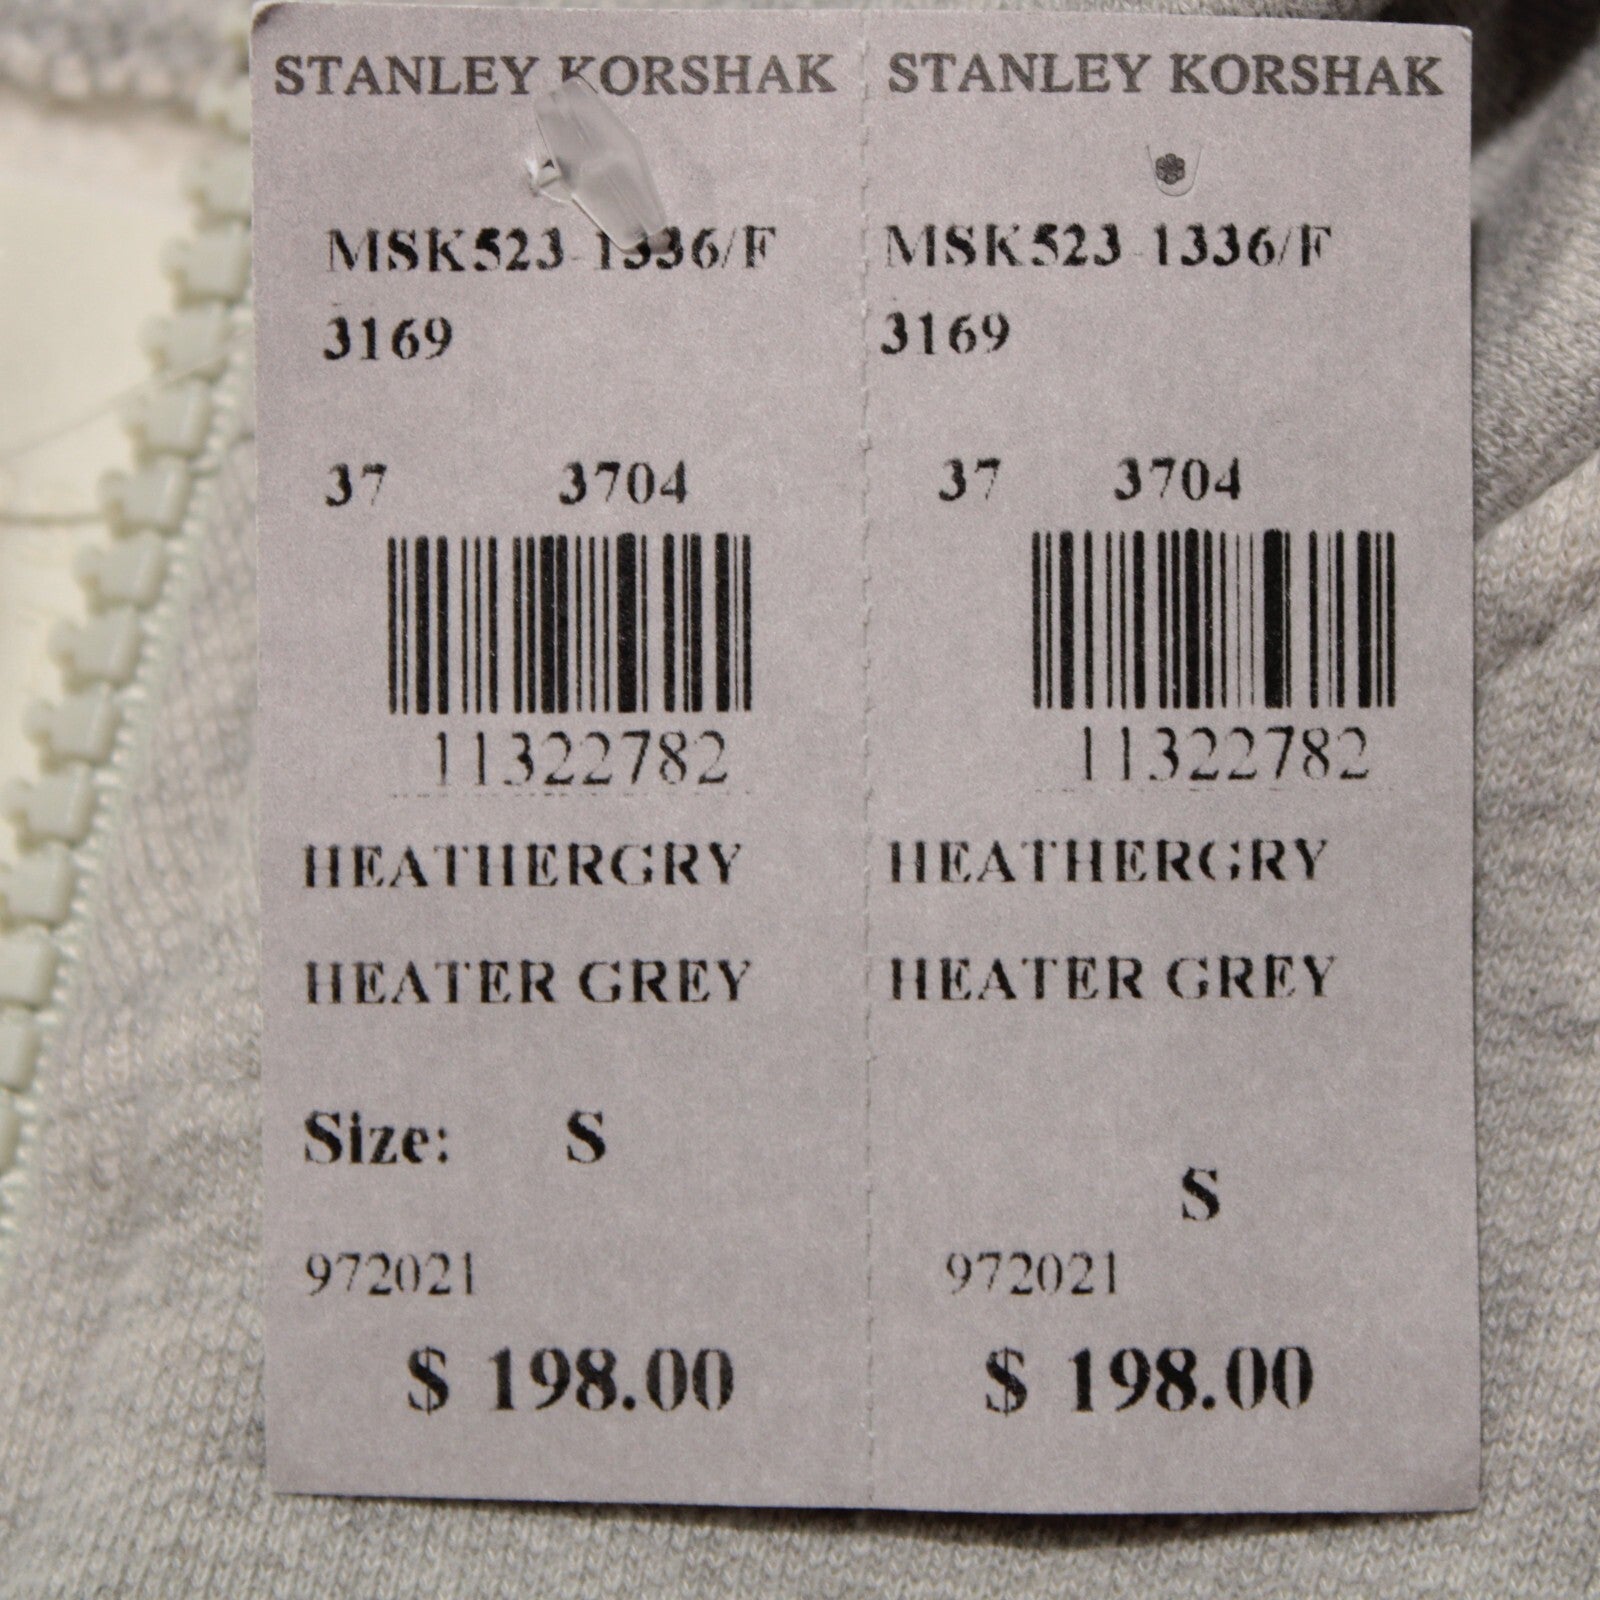 STANLEY KORSHAK
MSK523-1336/F
3169
37 3704
11322782
HEATHERGRY
HEATER GREY
Size: S
972021
$ 198.00
STANLEY KORSHAK
MSK523-1336/F
3169
37 3704
11322782
HEATHERGRY
HEATER GREY
S
972021
$ 198.00